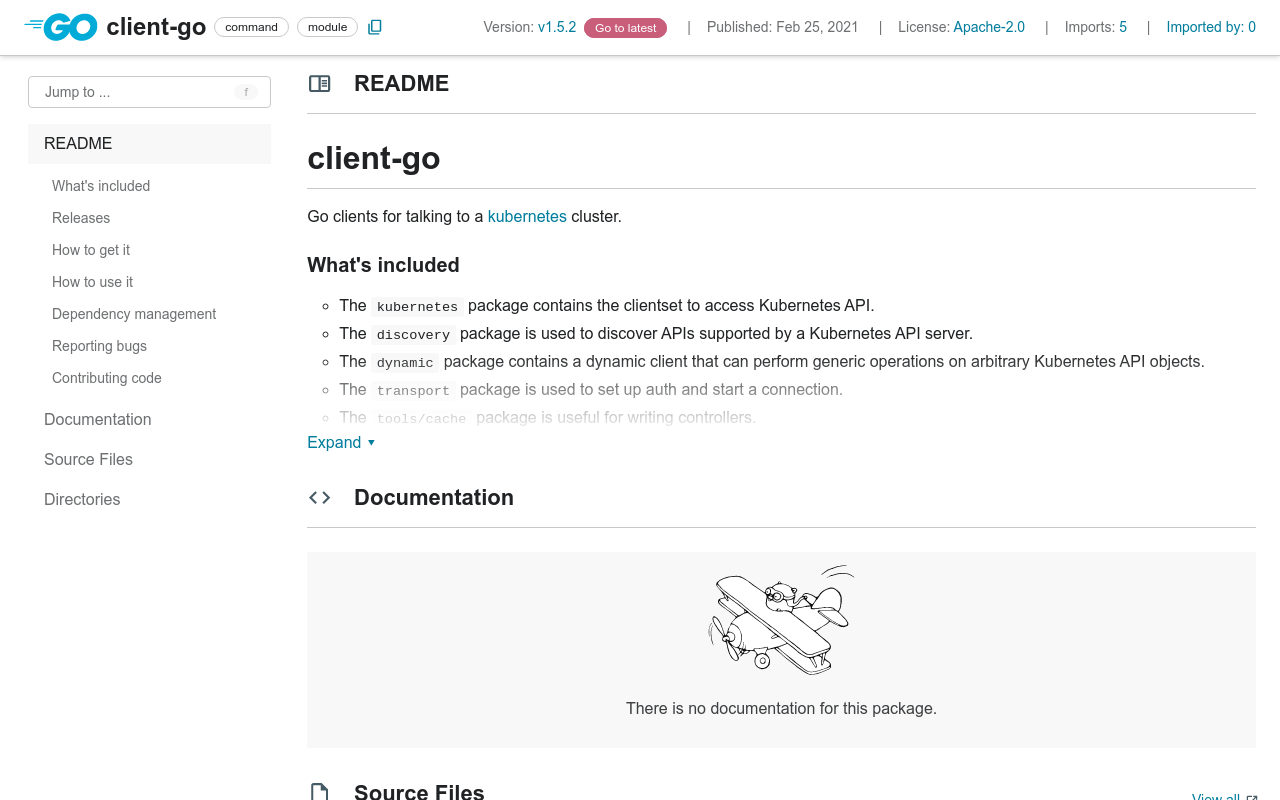 GO client-go command module Version: v1.5.2 Go to latest | Published: Feb 25, 2021 | License: Apache-2.0 | Imports: 5 | Imported by: 0
Jump to ... f
README
What's included
Releases
How to get it
How to use it
Dependency management
Reporting bugs
Contributing code
Documentation
Source Files
Directories
README
client-go
Go clients for talking to a kubernetes cluster.
What's included
The kubernetes package contains the clientset to access Kubernetes API.
The discovery package is used to discover APIs supported by a Kubernetes API server.
The dynamic package contains a dynamic client that can perform generic operations on arbitrary Kubernetes API objects.
The transport package is used to set up auth and start a connection.
The tools/cache package is useful for writing controllers.
Expand
Documentation
There is no documentation for this package.
Source Files
View all